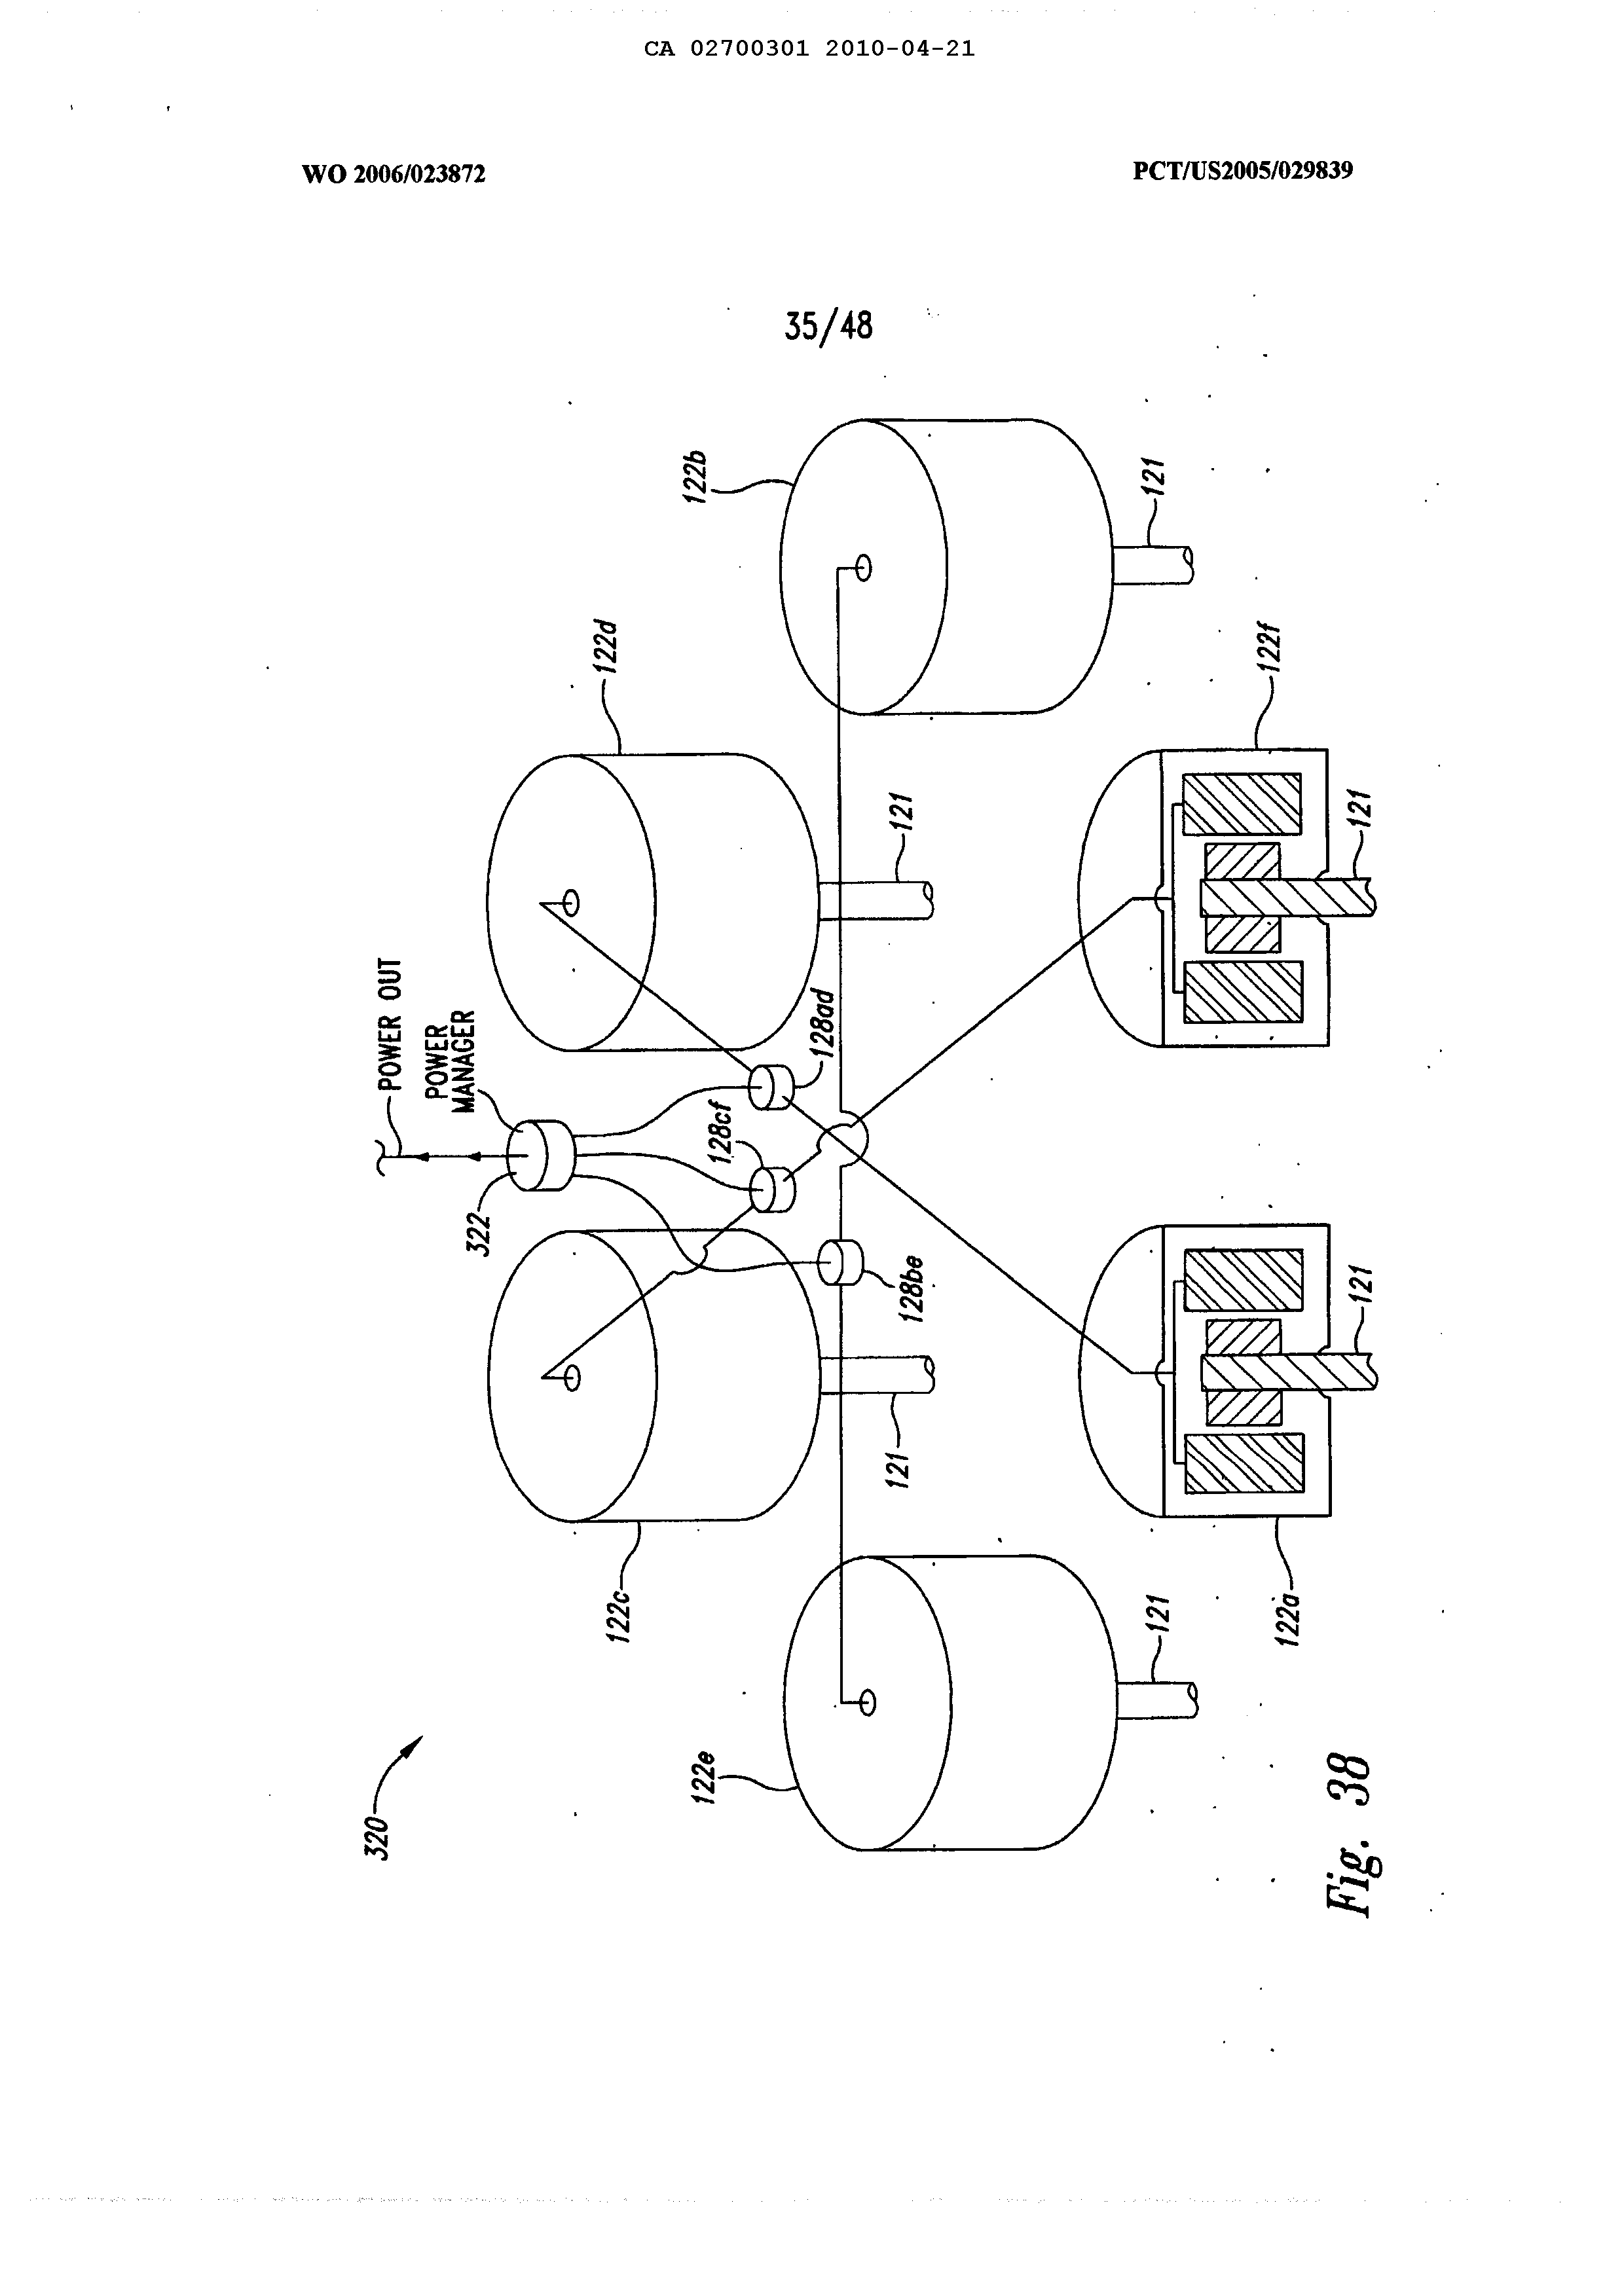 CA 02700301 2010-04-21
WO 2006/023872
PCT/US2005/029839
35/48
320
122e
121
122c
121
322
POWER OUT
POWER
MANAGER
128cf
128ad
128be
122d
121
122b
121
122a
121
122f
121
Fig. 38